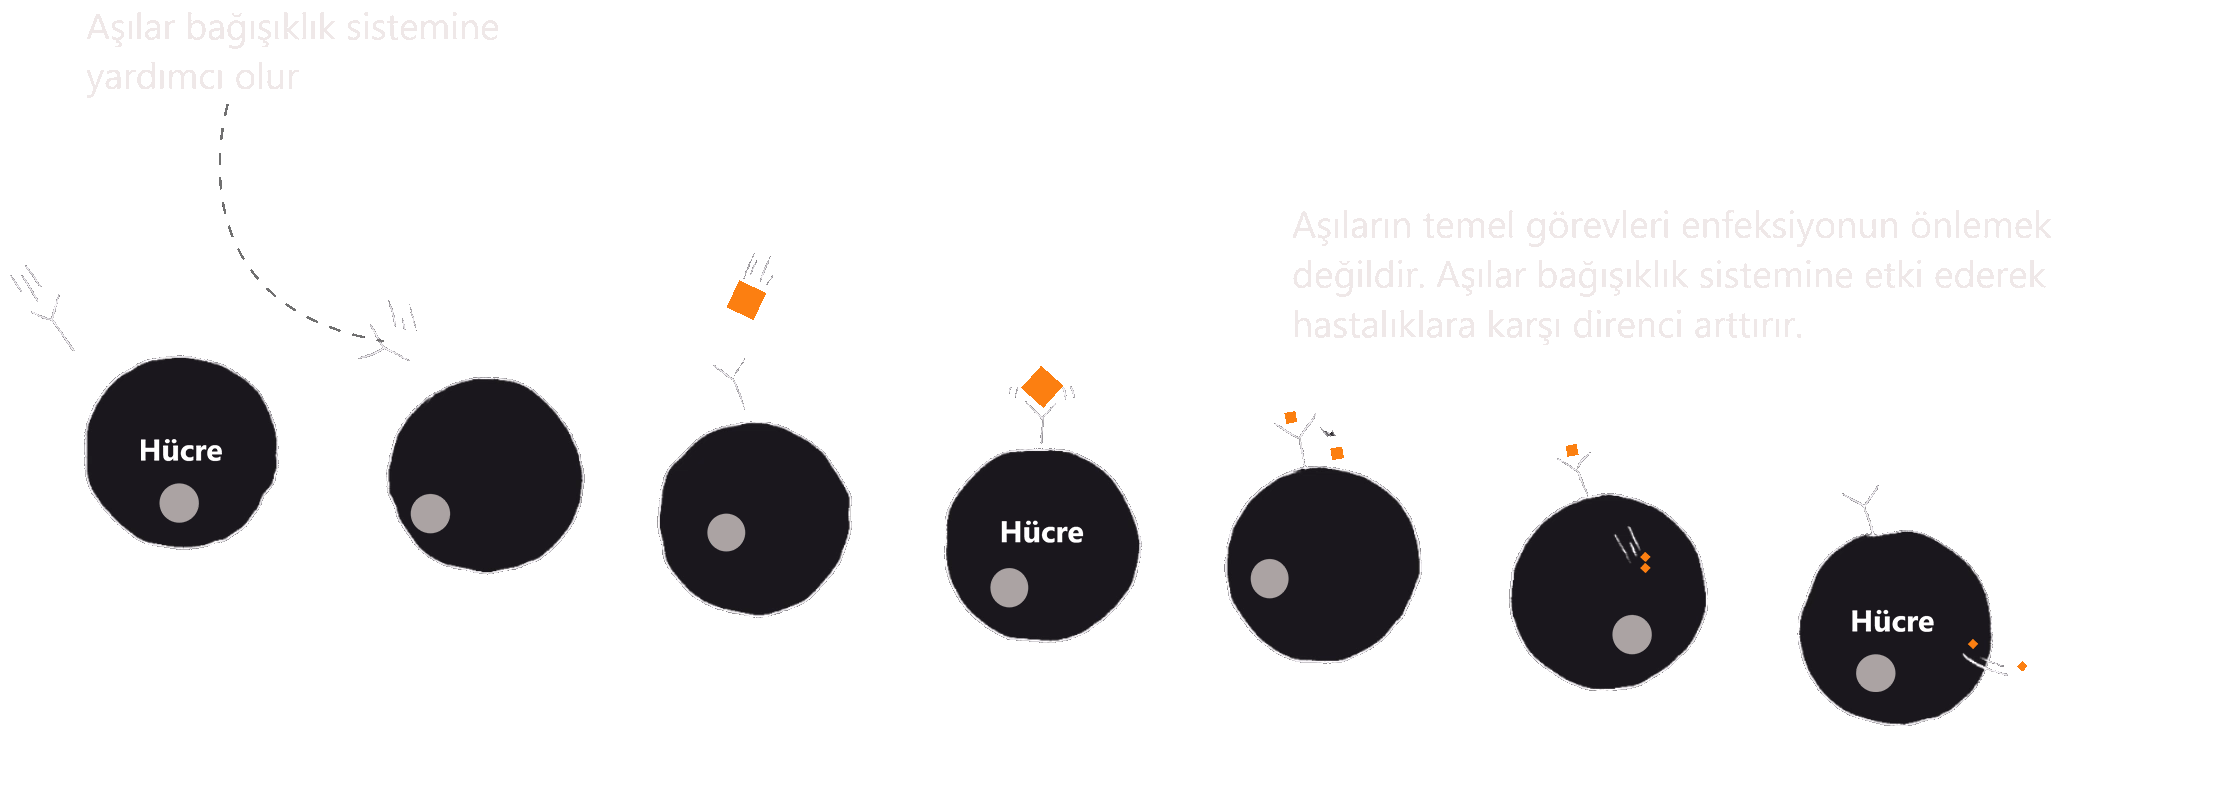 Aşılar bağışıklık sistemine
yardımcı olur
Aşıların temel görevleri enfeksiyonun önlemek
değildir. Aşılar bağışıklık sistemine etki ederek
hastalıklara karşı direnci arttırır.
Hücre
Hücre
Hücre